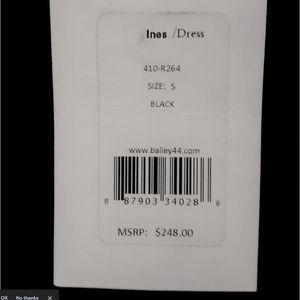 Ines /Dress
410-R264
SIZE: S
BLACK
www.bailey44.com
8 87903 34028 6
MSRP: $248.00
OK No thanks X